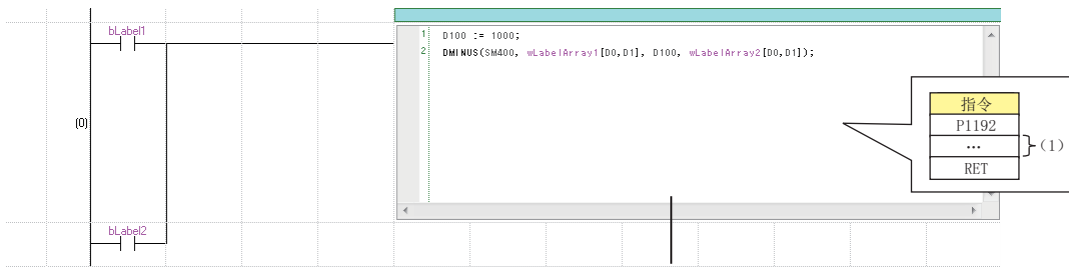 bLabel1
(0)
bLabel2
1 D100 := 1000;
2 DMINUS(SM400, wLabelArray1[D0,D1], D100, wLabelArray2[D0,D1]);
指令
P1192
…
(1)
RET